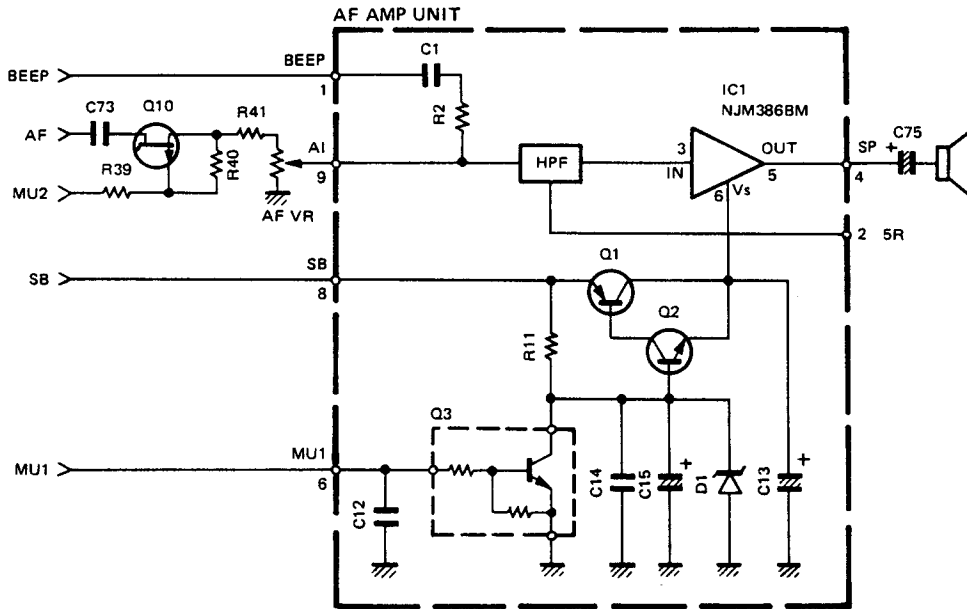 AF AMP UNIT
BEEP
BEEP
1
C1
R2
IC1
NJM386BM
C73
Q10
R41
AF
R39
R40
MU2
AF VR
AI
9
HPF
3
IN
OUT
5
6
Vs
SP
4
+
C75
2 5R
SB
SB
8
Q1
Q2
R11
Q3
MU1
MU1
6
C12
C14
C15
+
D1
C13
+